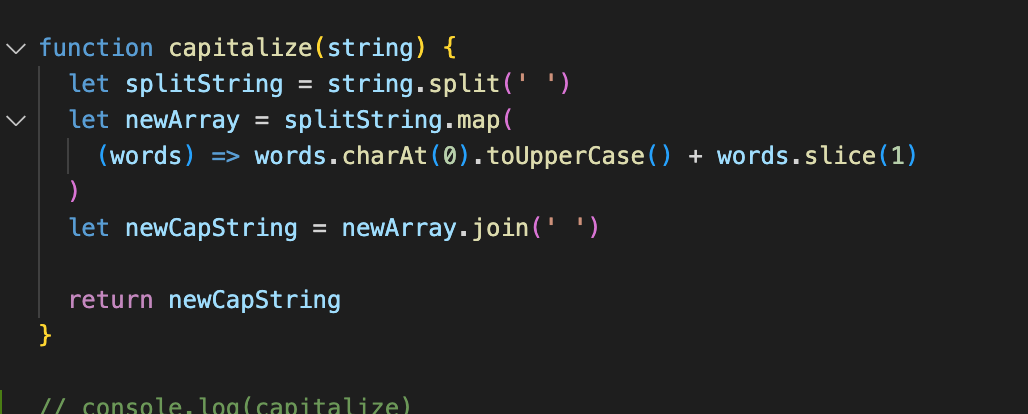 function capitalize(string) {
  let splitString = string.split(' ')
  let newArray = splitString.map(
    (words) => words.charAt(0).toUpperCase() + words.slice(1)
  )
  let newCapString = newArray.join(' ')

  return newCapString
}

// console.log(capitalize)